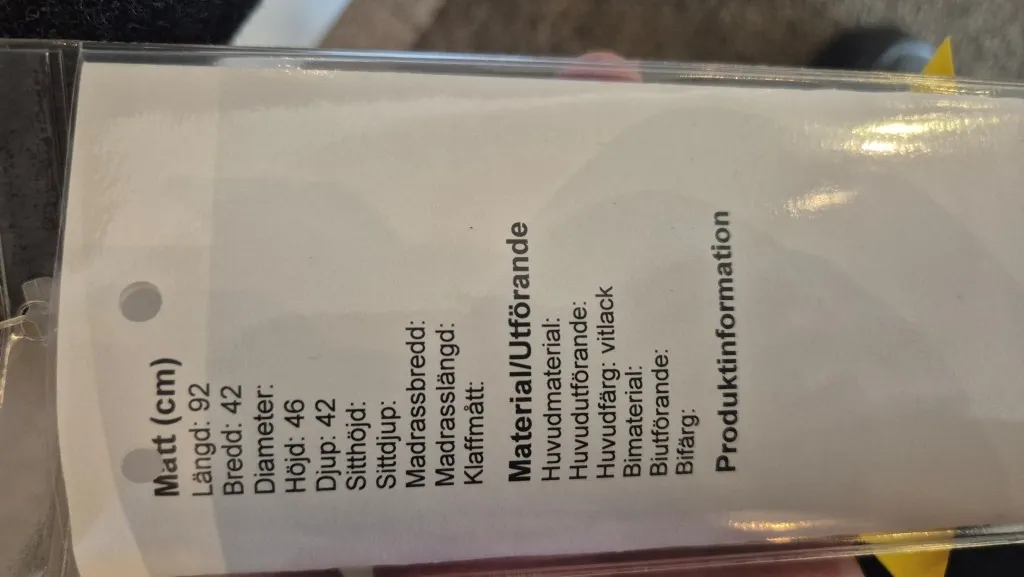 Mått (cm)
Längd: 92
Bredd: 42
Diameter:
Höjd: 46
Djup: 42
Sitthöjd:
Sittdjup:
Madrassbredd:
Madrasslängd:
Klaffmått:
Material/Utförande
Huvudmaterial:
Huvudutförande:
Huvudfärg: vitlack
Bimaterial:
Biutförande:
Bifärg:
Produktinformation